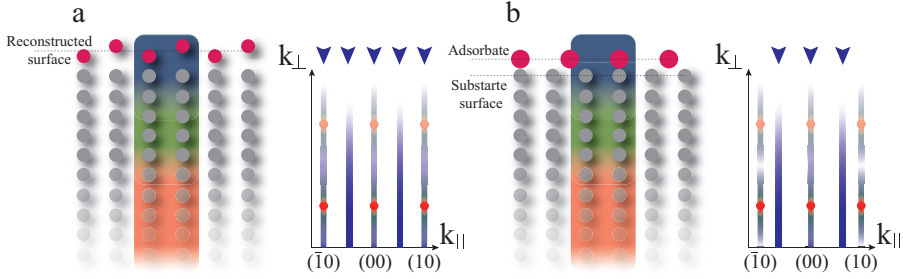 a
Reconstructed
surface
k⊥
k||
(1̄0)
(00)
(10)
b
Adsorbate
Substarte
surface
k⊥
k||
(1̄0)
(00)
(10)